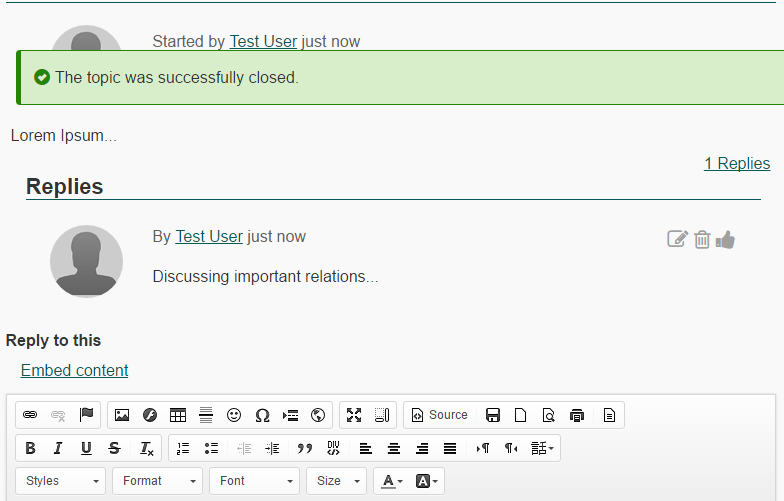 Started by Test User just now
The topic was successfully closed.
Lorem Ipsum...
1 Replies
Replies
By Test User just now
Discussing important relations...
Reply to this
Embed content
Source
B I U S Tx
DIV
Styles Format Font Size A A